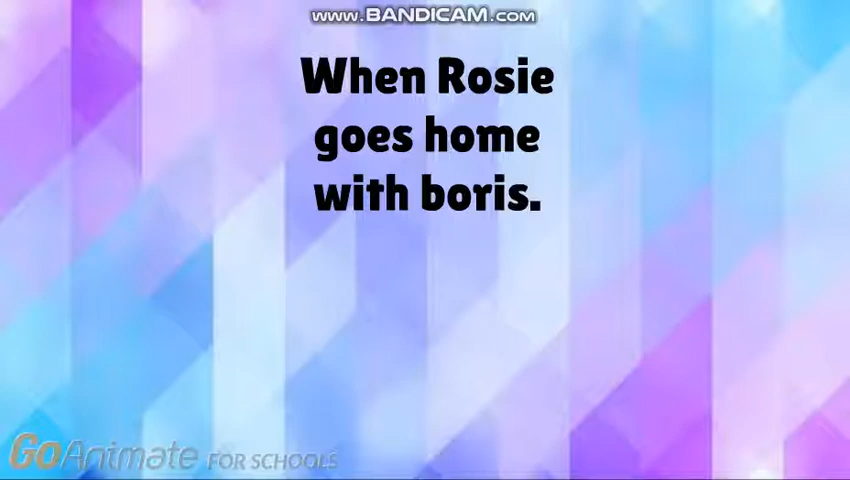 www.BANDICAM.com
When Rosie
goes home
with boris.
GoAnimate FOR SCHOOLS